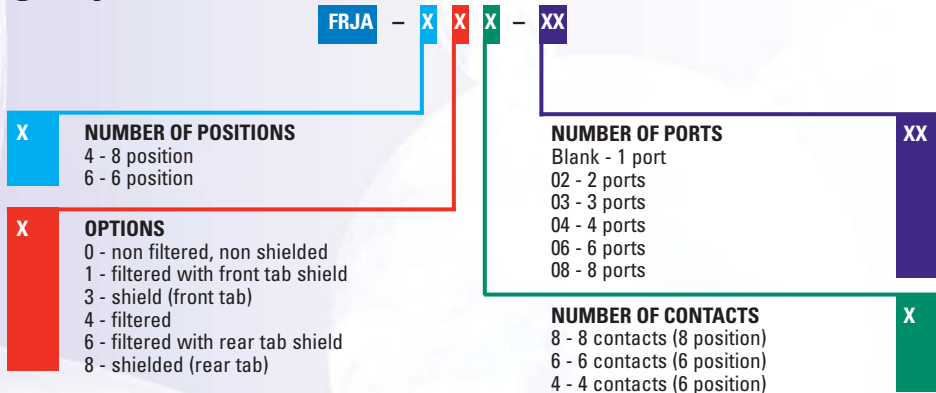 FRJA – X X X – XX
X NUMBER OF POSITIONS
4 - 8 position
6 - 6 position
X OPTIONS
0 - non filtered, non shielded
1 - filtered with front tab shield
3 - shield (front tab)
4 - filtered
6 - filtered with rear tab shield
8 - shielded (rear tab)
NUMBER OF PORTS XX
Blank - 1 port
02 - 2 ports
03 - 3 ports
04 - 4 ports
06 - 6 ports
08 - 8 ports
NUMBER OF CONTACTS X
8 - 8 contacts (8 position)
6 - 6 contacts (6 position)
4 - 4 contacts (6 position)